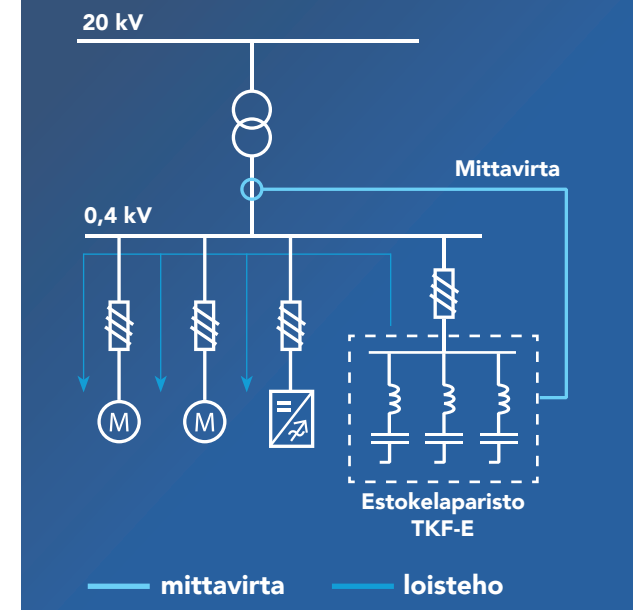 20 kV
Mittavirta
0,4 kV
M
M
Estokelaparisto
TKF-E
mittavirta
loisteho